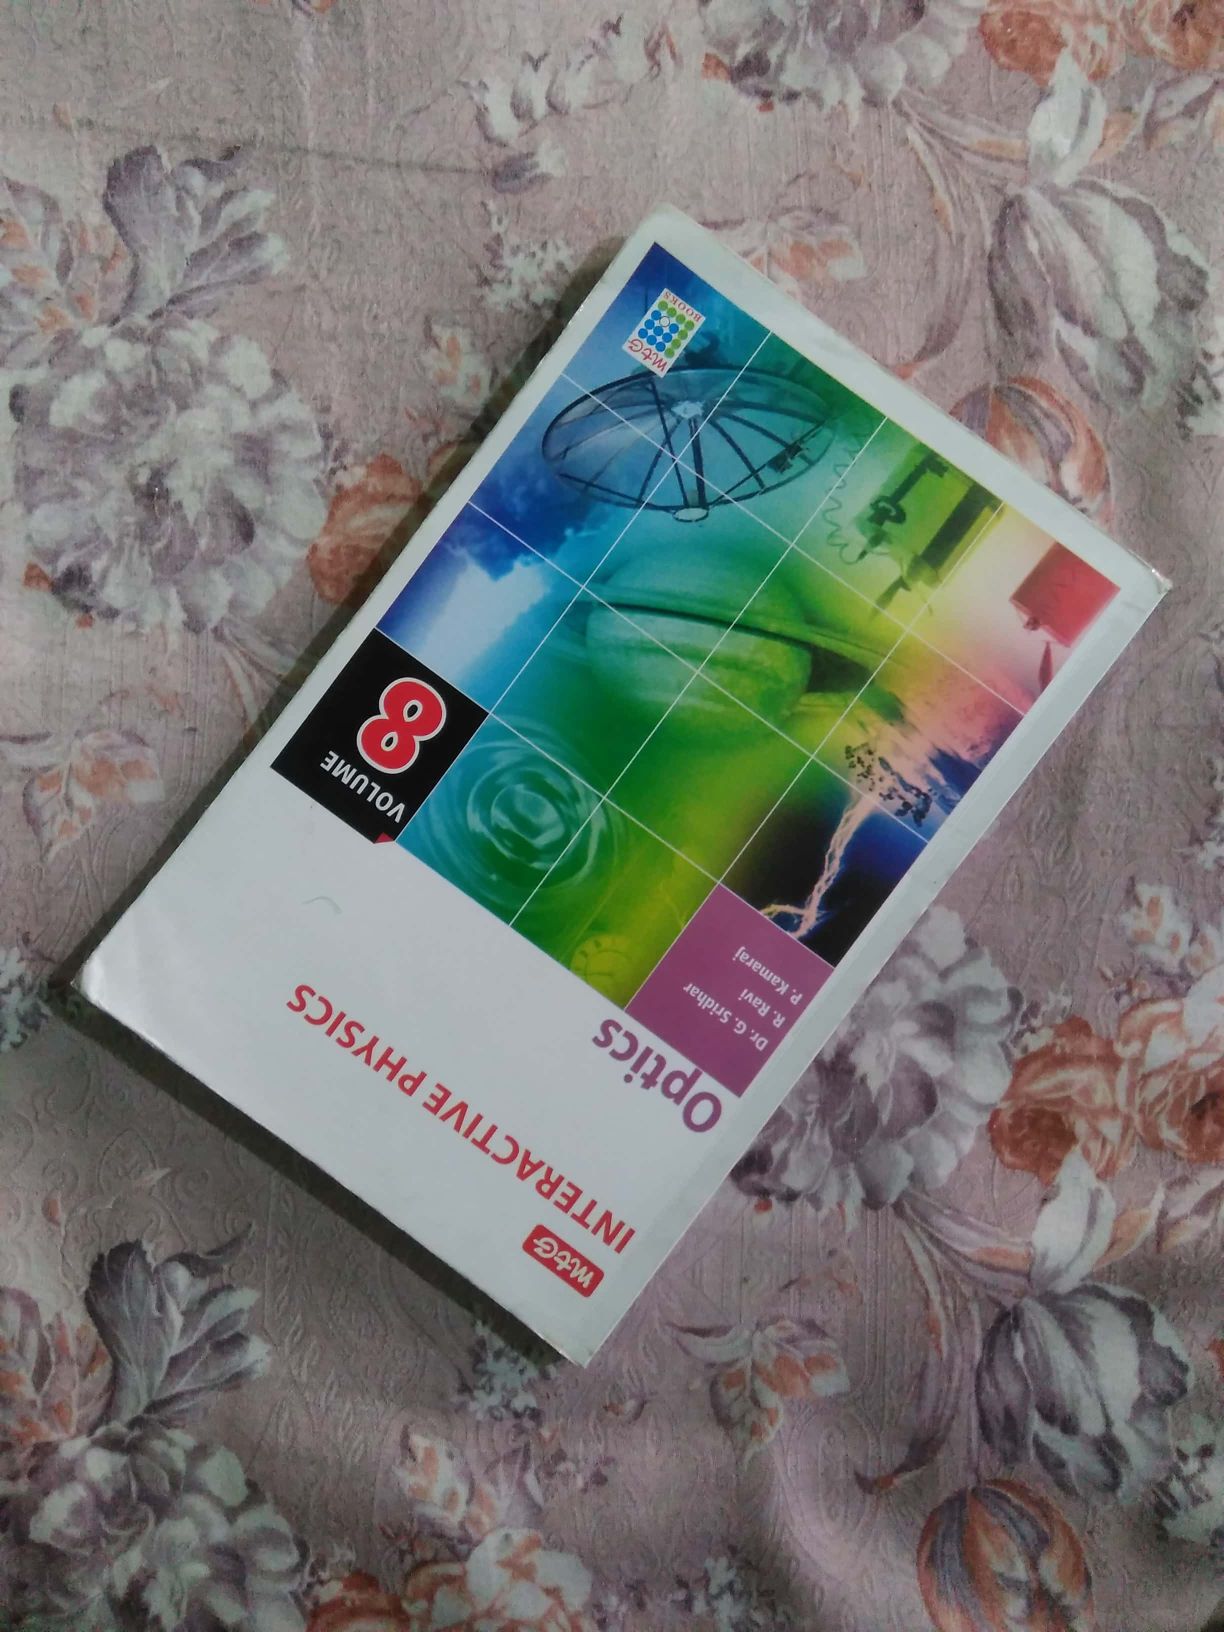 mtG
INTERACTIVE PHYSICS
Optics
Dr. G. Sridhar
R. Ravi
P. Kamaraj
VOLUME
8
mtG
BOOKS